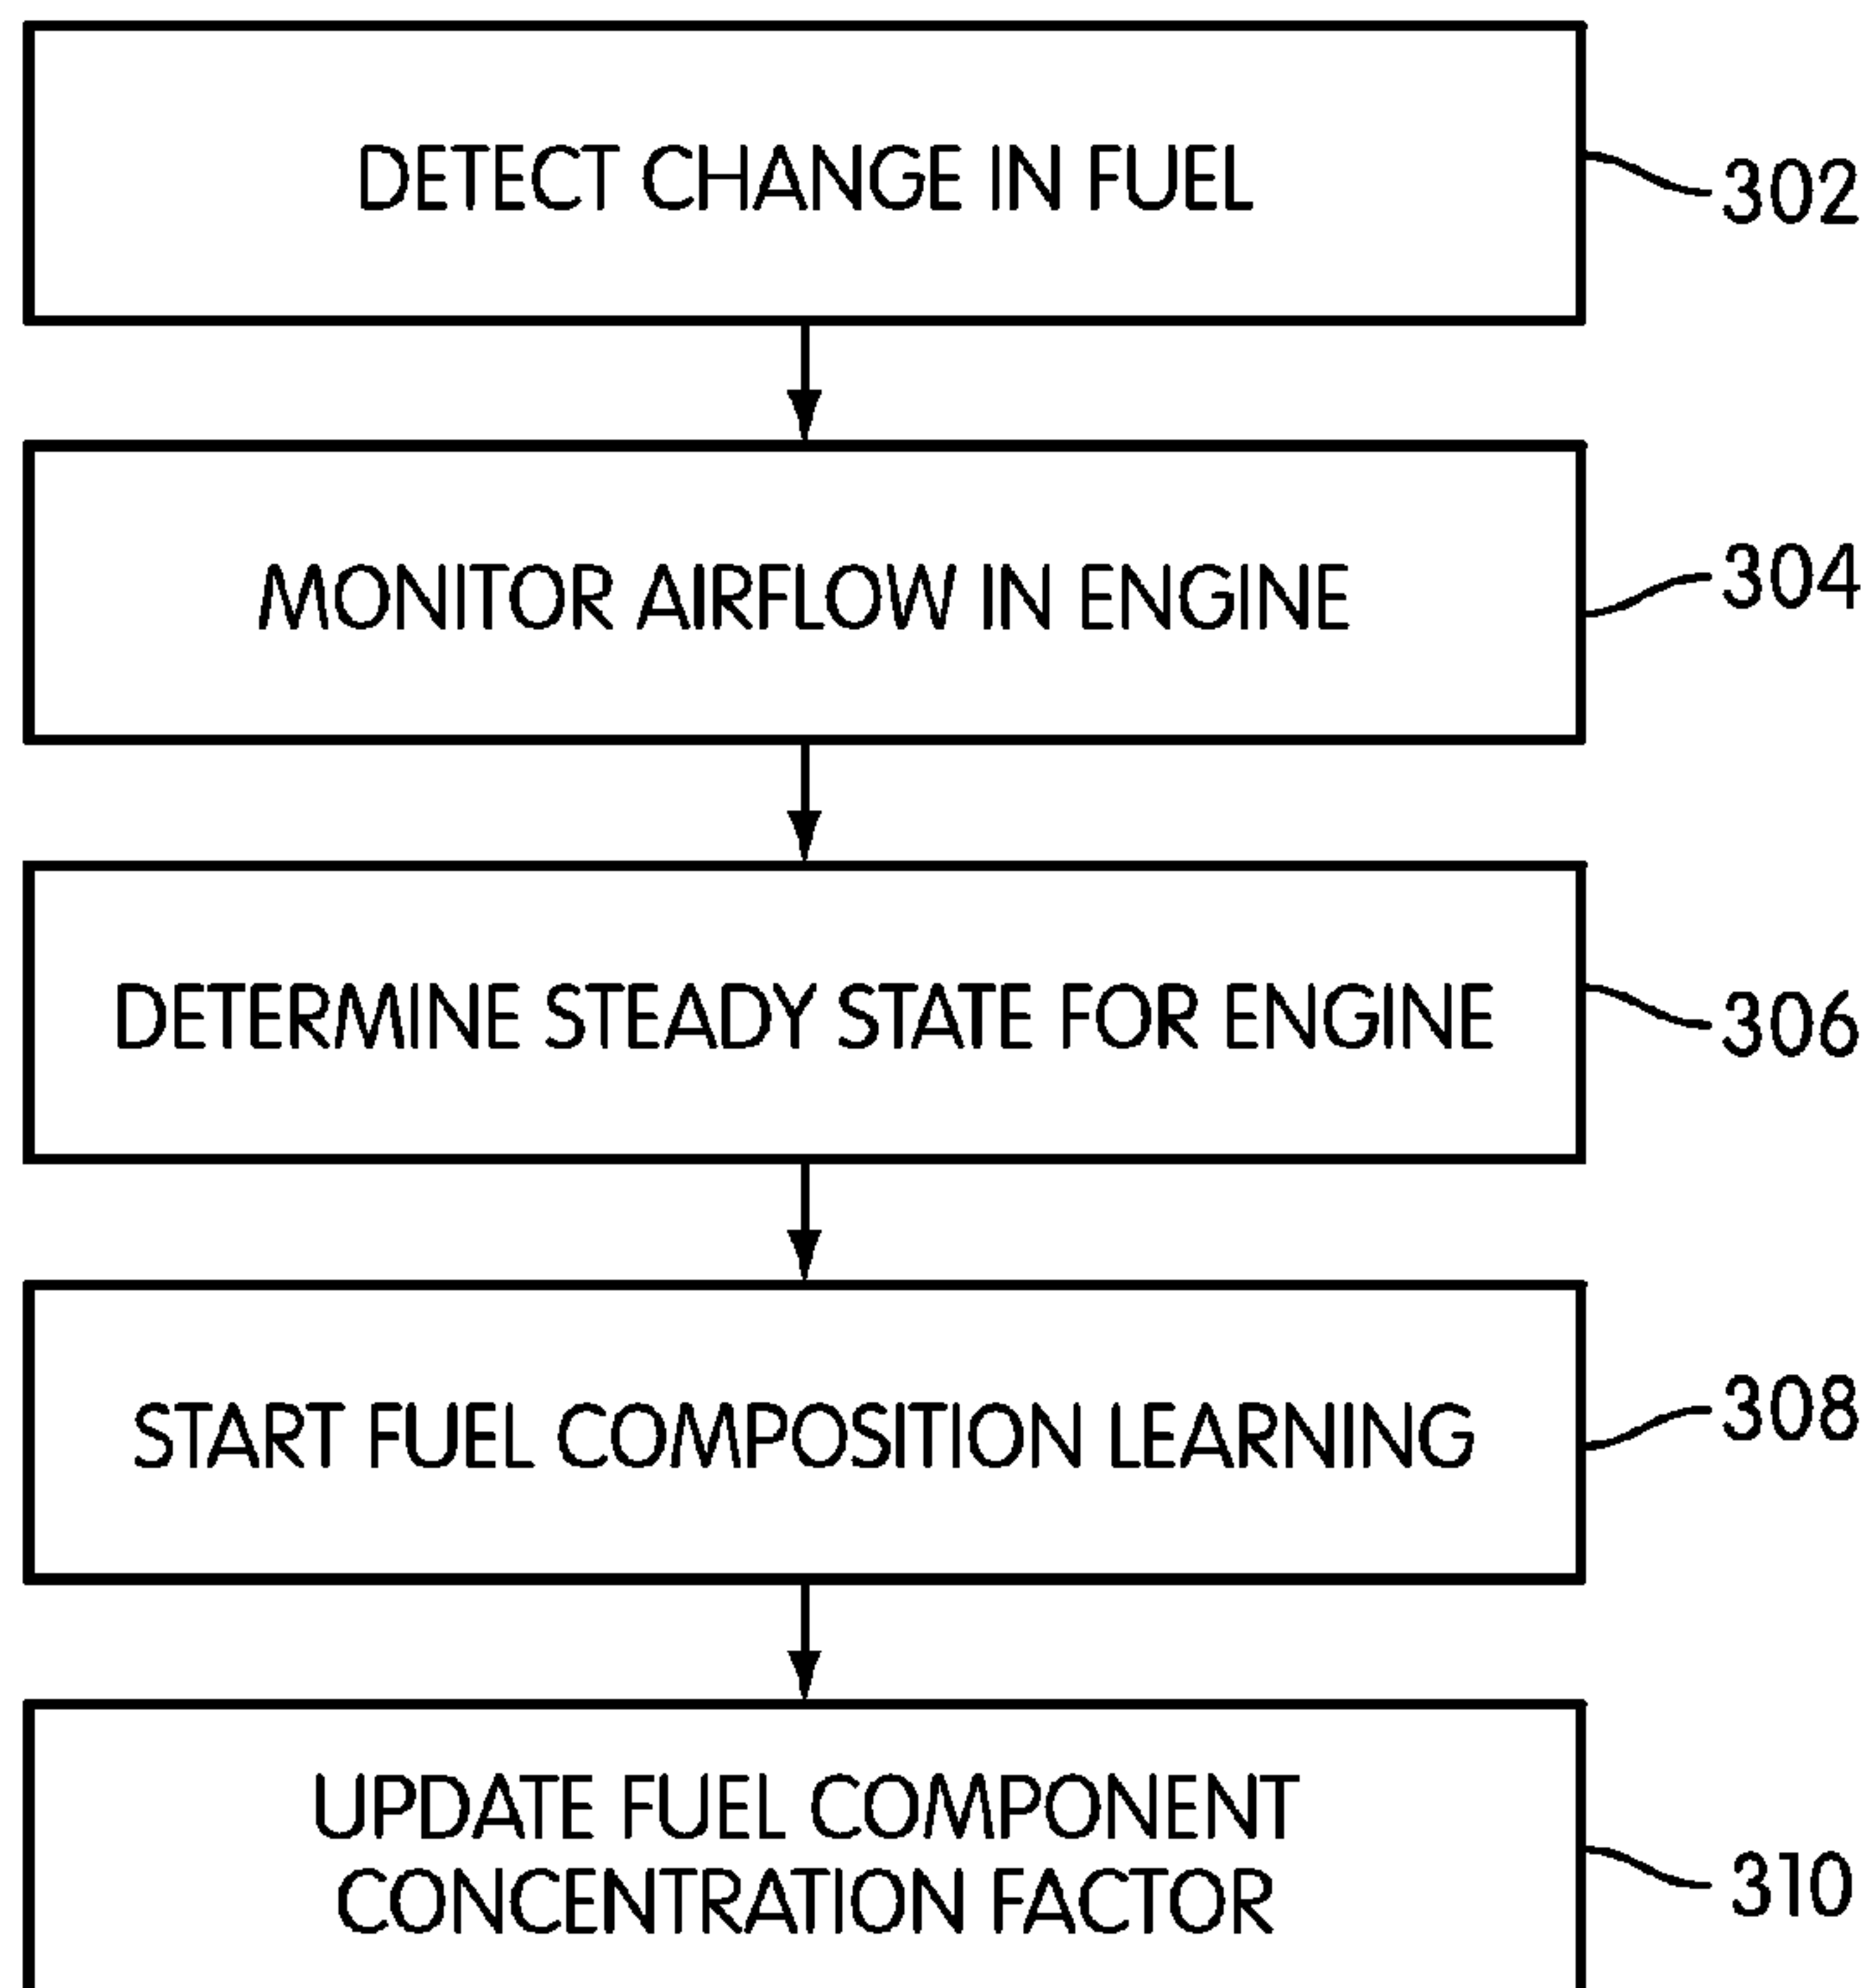 DETECT CHANGE IN FUEL
302
MONITOR AIRFLOW IN ENGINE
304
DETERMINE STEADY STATE FOR ENGINE
306
START FUEL COMPOSITION LEARNING
308
UPDATE FUEL COMPONENT
CONCENTRATION FACTOR
310